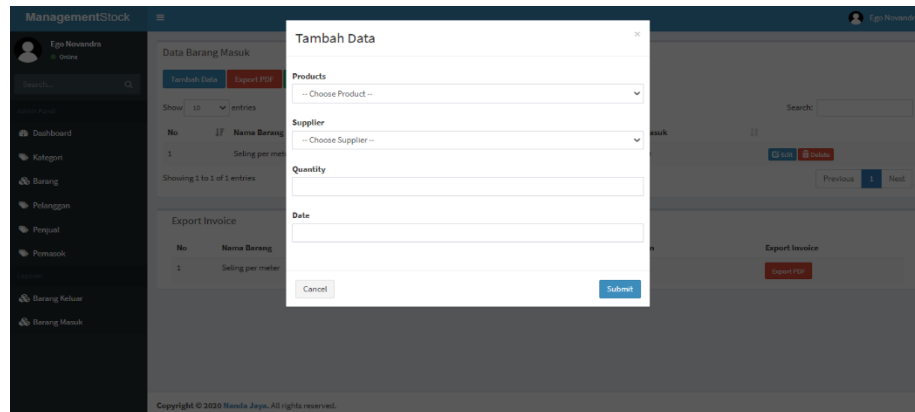 ManagementStock
Ego Novandra
Ego Novandra
Online
Search...
Dashboard
Kategori
Barang
Pelanggan
Penjual
Pemasok
Barang Keluar
Barang Masuk
Data Barang Masuk
Tambah Data Export PDF
Show 10 entries
Search:
No Nama Barang
1 Seling per
Edit Delete
Showing 1 to 1 of 1 entries
Previous 1 Next
Export Invoice
No Nama Barang Export Invoice
1 Seling per meter Export PDF
Tambah Data
×
Products
-- Choose Product --
Supplier
-- Choose Supplier --
Quantity
Date
Cancel Submit
Copyright © 2020 Nanda Jaya. All rights reserved.